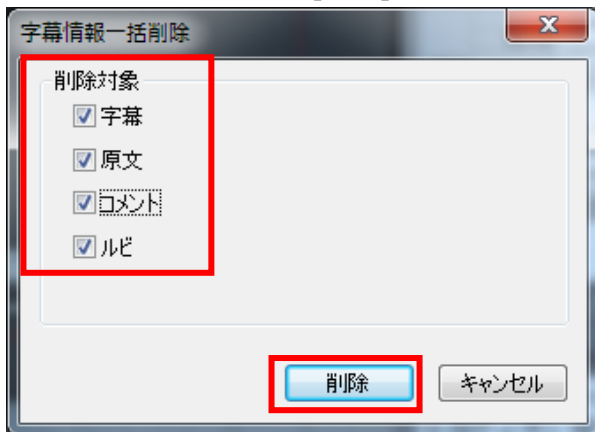 字幕情報一括削除
削除対象
字幕
原文
コメント
ルビ
削除 キャンセル